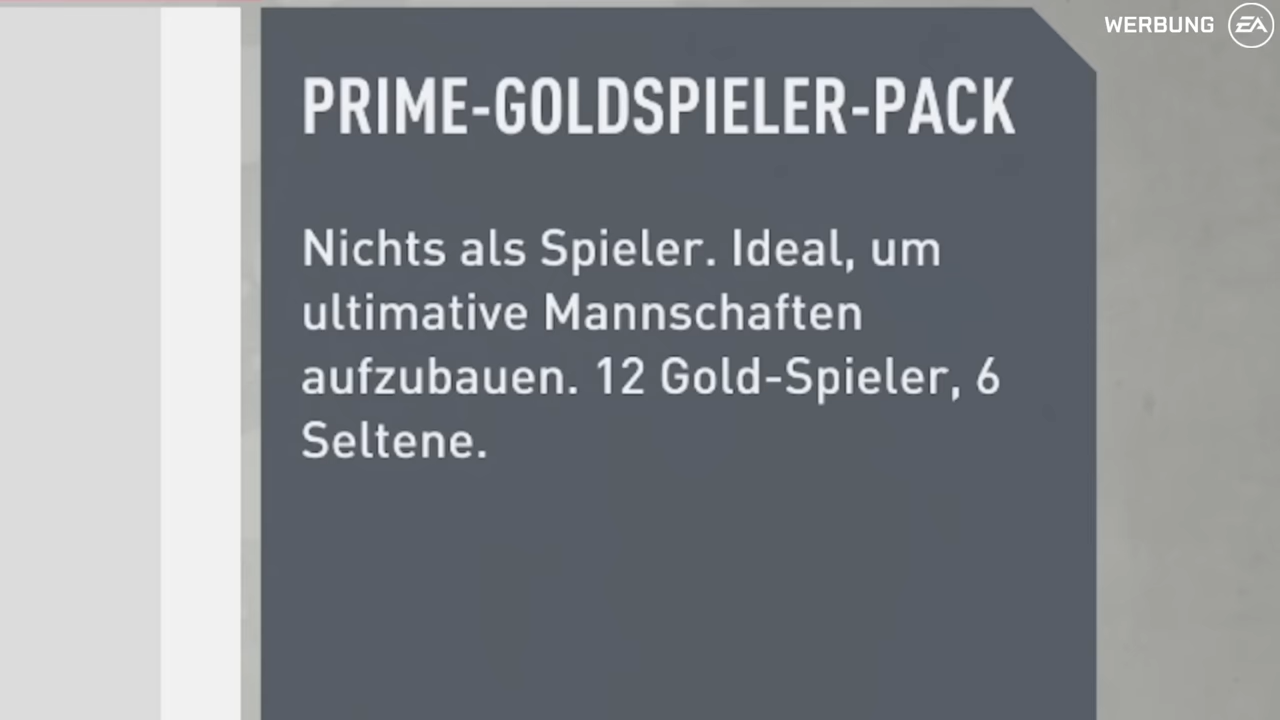 WERBUNG EA
PRIME-GOLDSPIELER-PACK
Nichts als Spieler. Ideal, um
ultimative Mannschaften
aufzubauen. 12 Gold-Spieler, 6
Seltene.